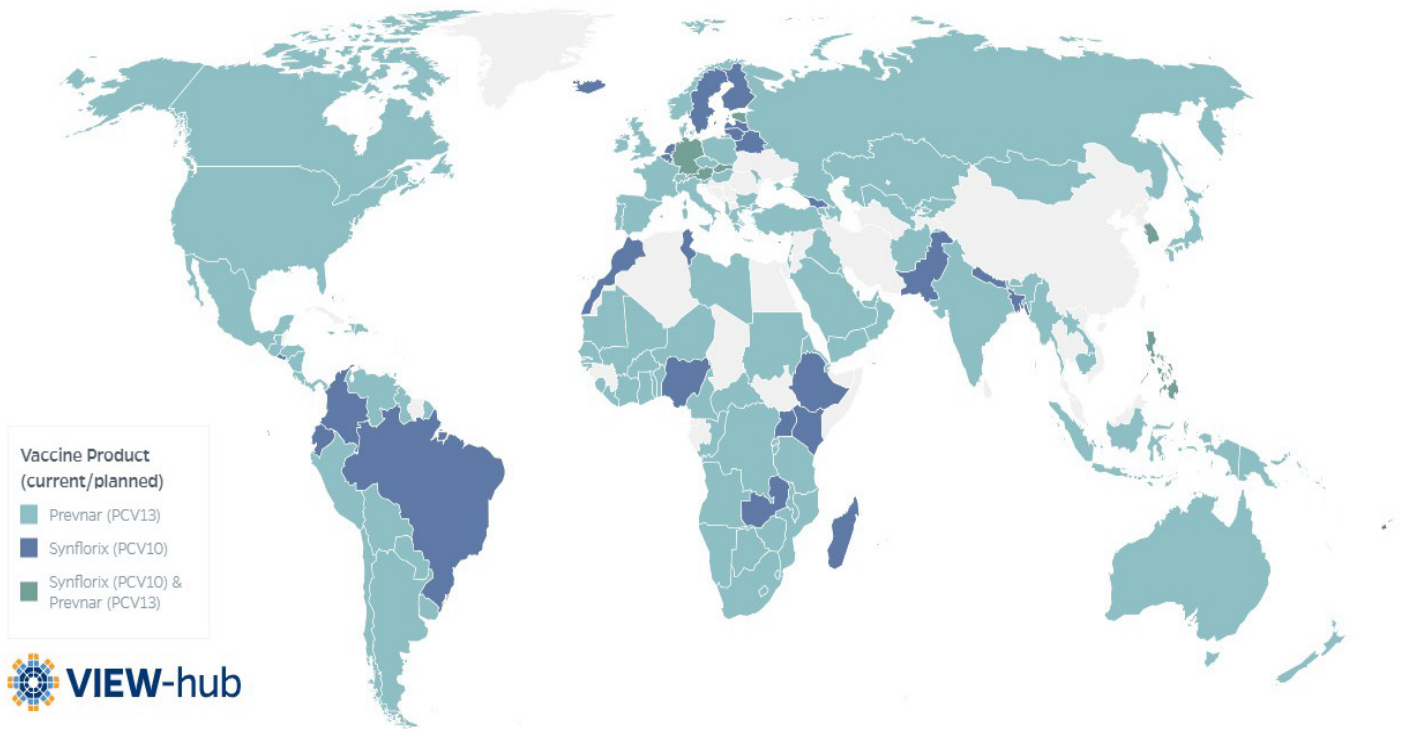 Vaccine Product
(current/planned)
Prevnar (PCV13)
Synflorix (PCV10)
Synflorix (PCV10) &
Prevnar (PCV13)
VIEW-hub